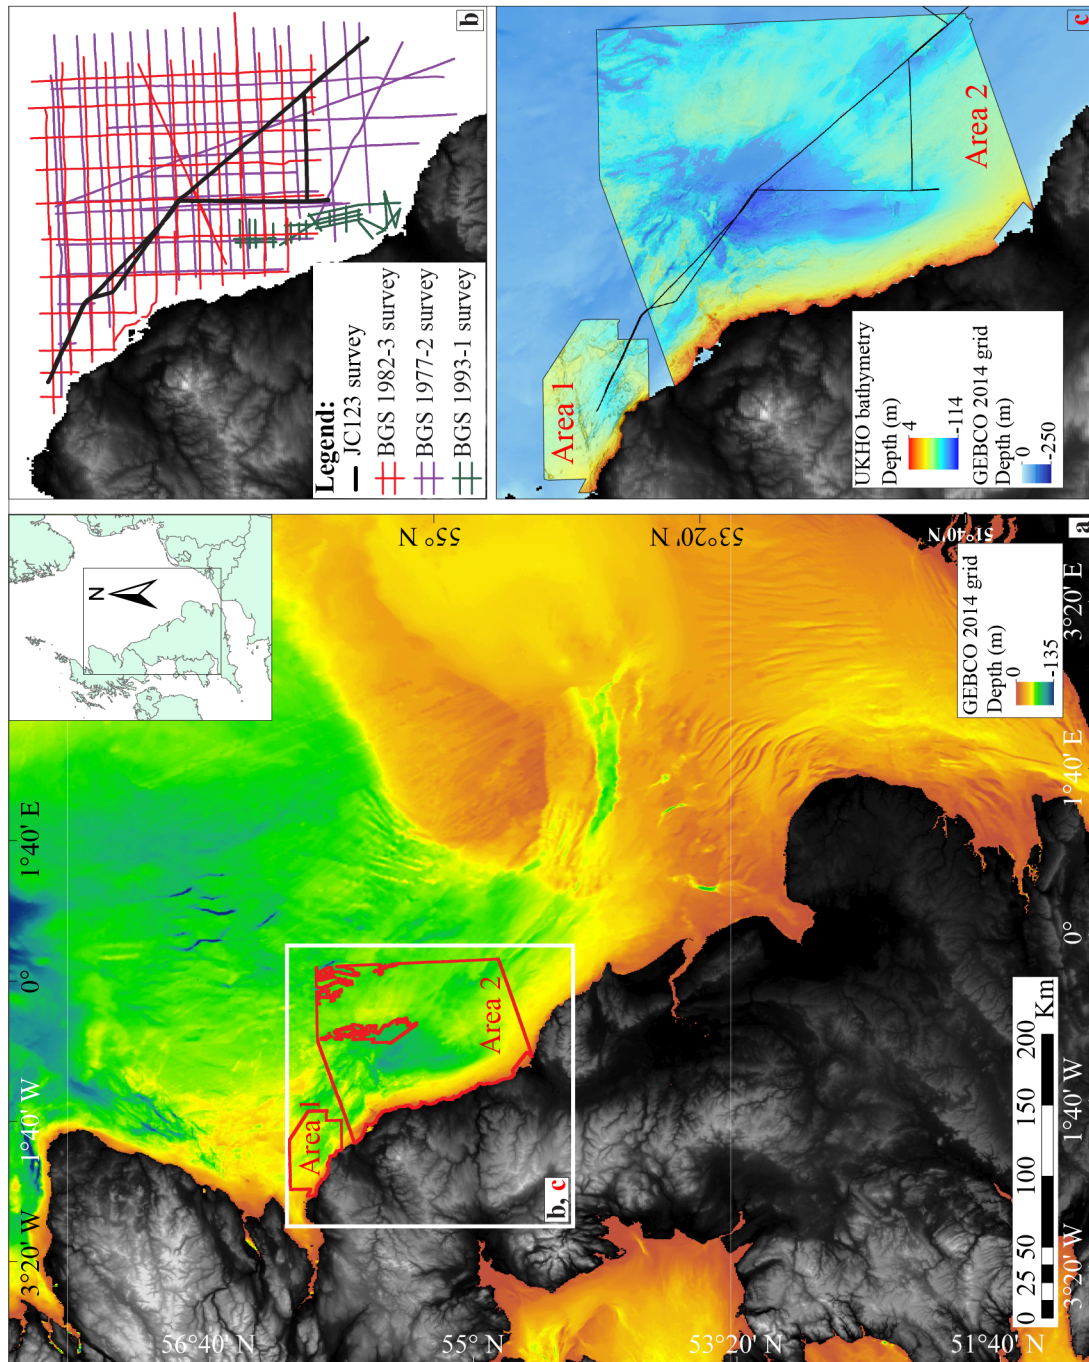 3°20' W
1°40' W
0°
1°40' E
N
56°40' N
55° N
53°20' N
51°40' N
55° N
53°20' N
51°40'N
Area 1
Area 2
b, c
0 25 50 100 150 200
Km
3°20' W
1°40' W
0°
1°40' E
3°20' E
GEBCO 2014 grid
Depth (m)
0
-135
a
b
Legend:
JC123 survey
BGS 1982-3 survey
BGS 1977-2 survey
BGS 1993-1 survey
c
Area 1
Area 2
UKHO bathymetry
Depth (m)
4
-114
GEBCO 2014 grid
Depth (m)
0
-250